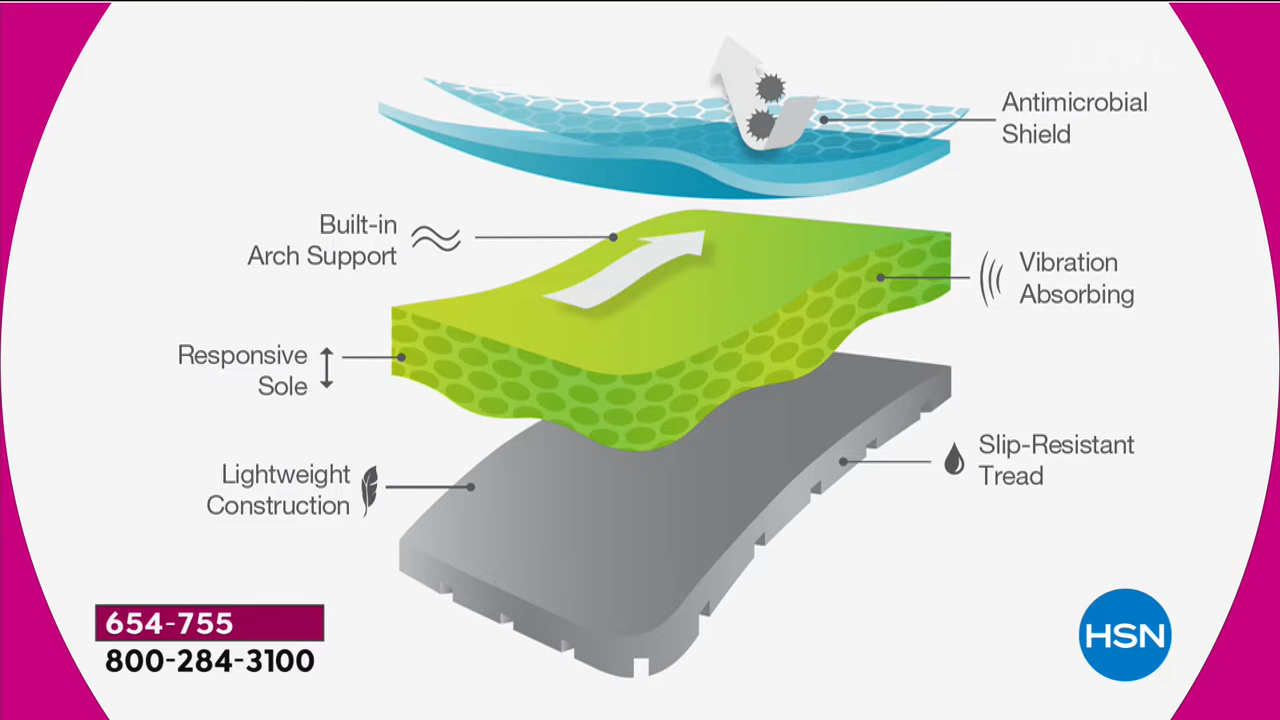 Antimicrobial
Shield
Built-in
Arch Support
Vibration
Absorbing
Responsive
Sole
Slip-Resistant
Tread
Lightweight
Construction
654-755
800-284-3100
HSN